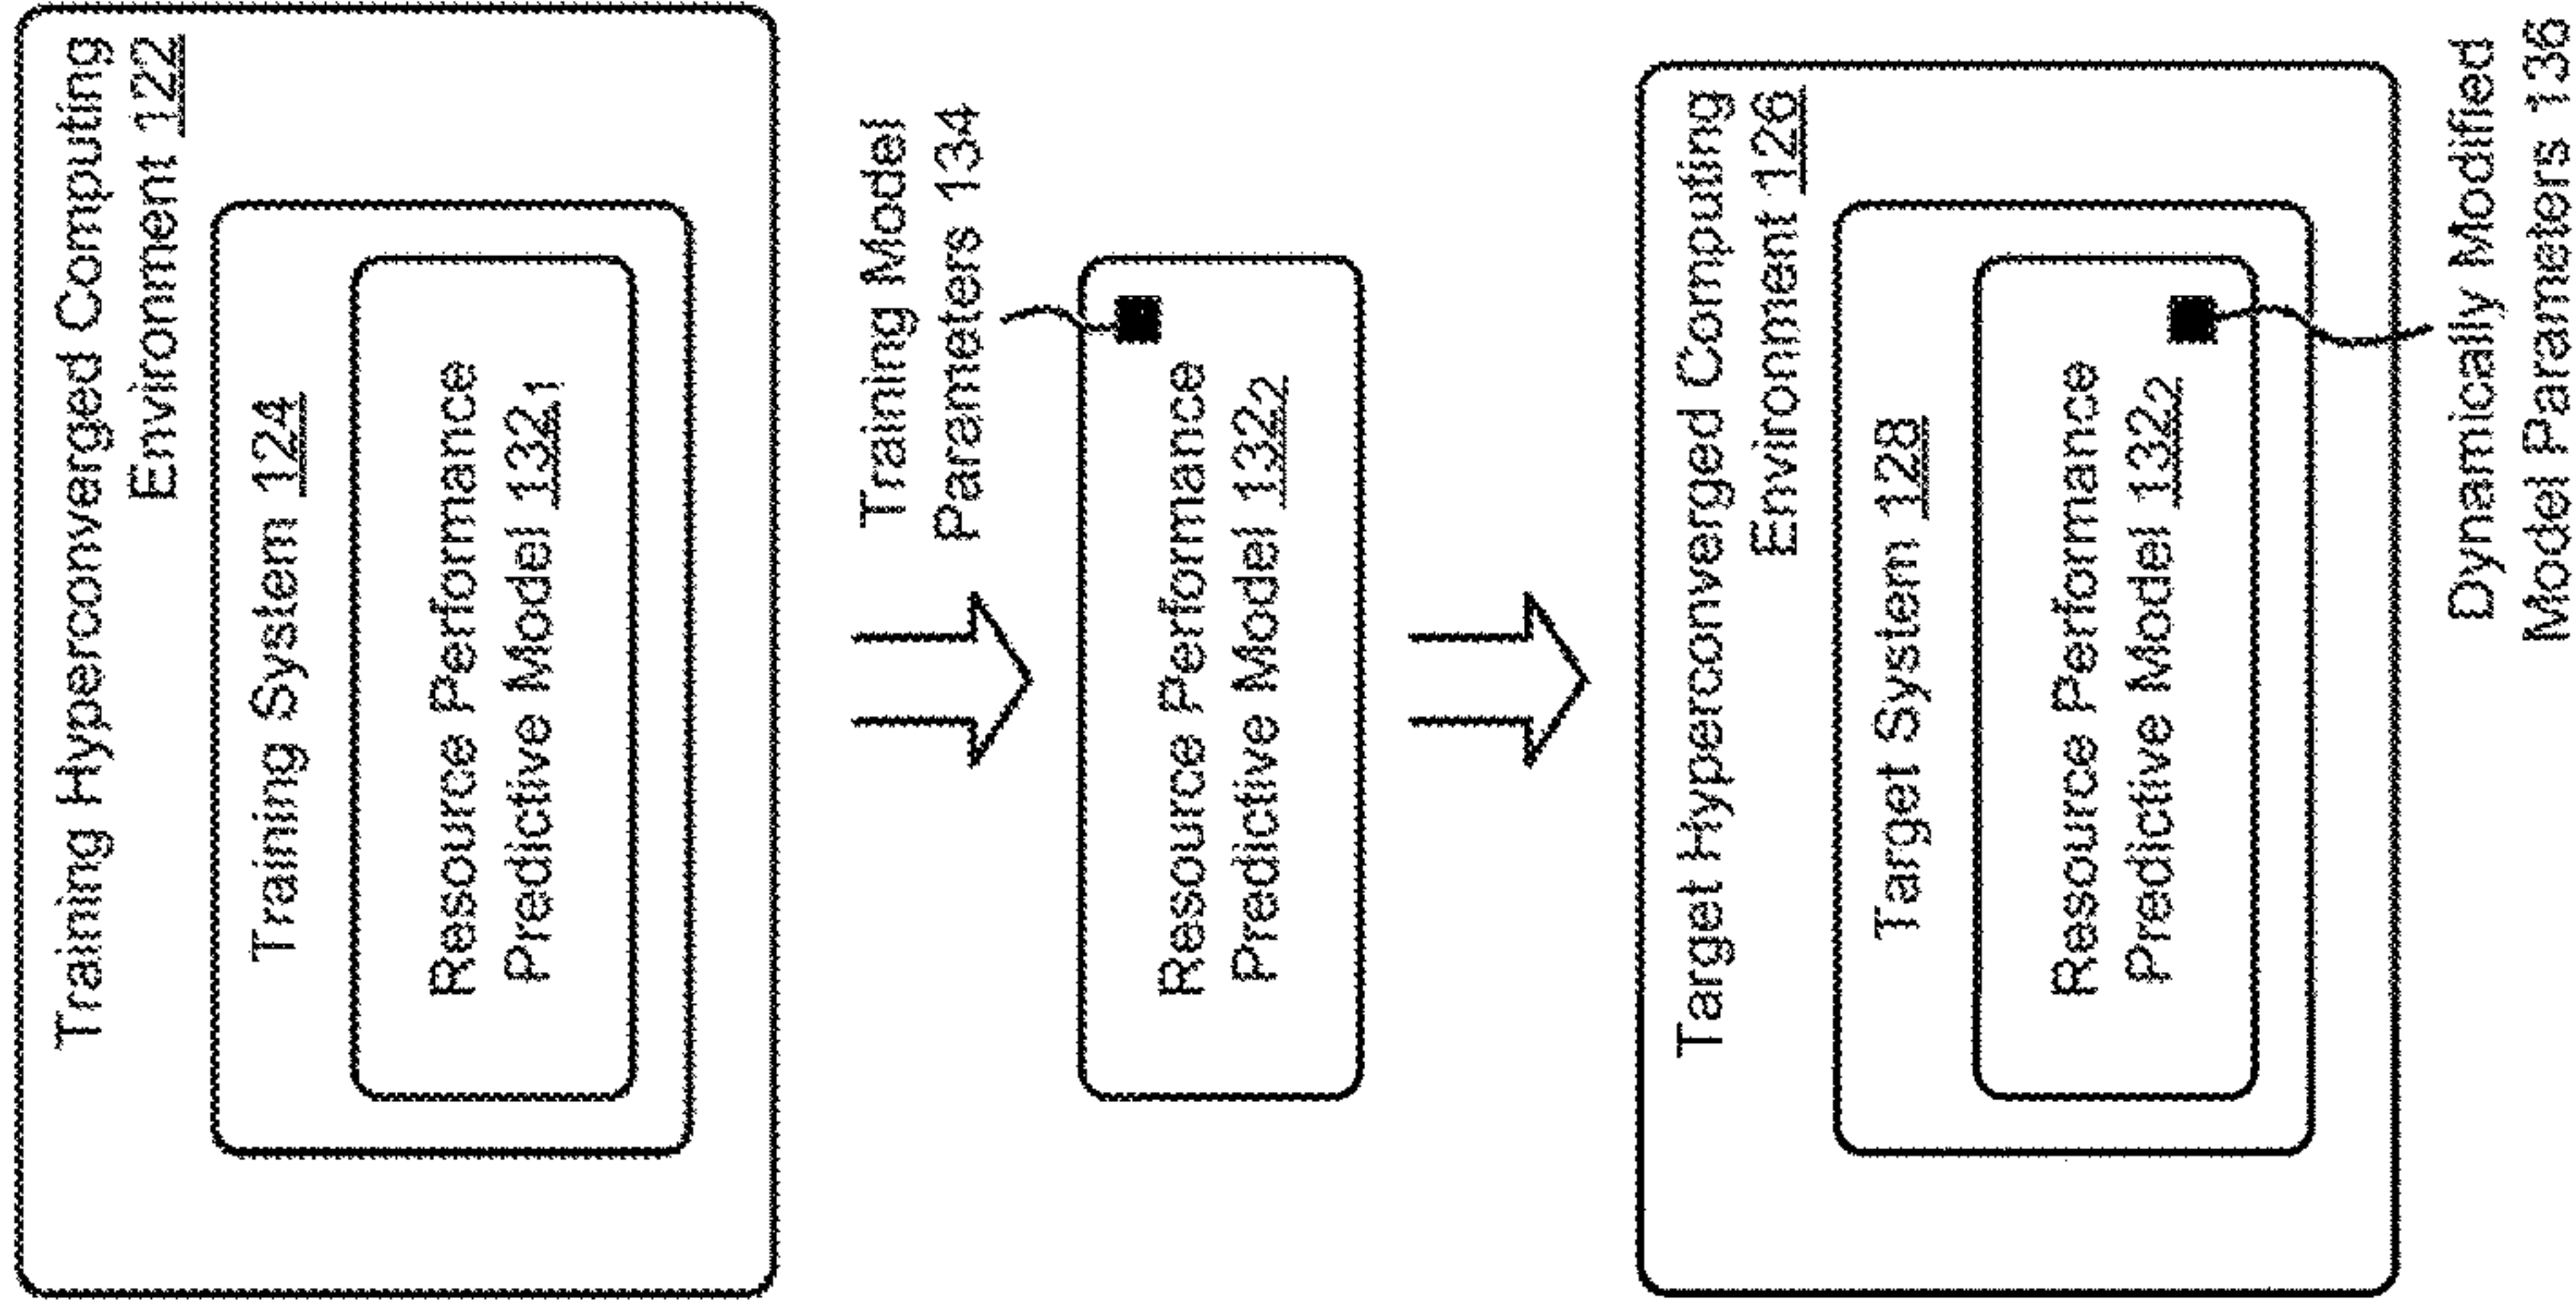 Training Hyperconverged Computing
Environment 122
Training System 124
Resource Performance
Predictive Model 132₁
Training Model
Parameters 134
Resource Performance
Predictive Model 132₂
Target Hyperconverged Computing
Environment 126
Target System 128
Resource Performance
Predictive Model 132₂
Dynamically Modified
Model Parameters 136